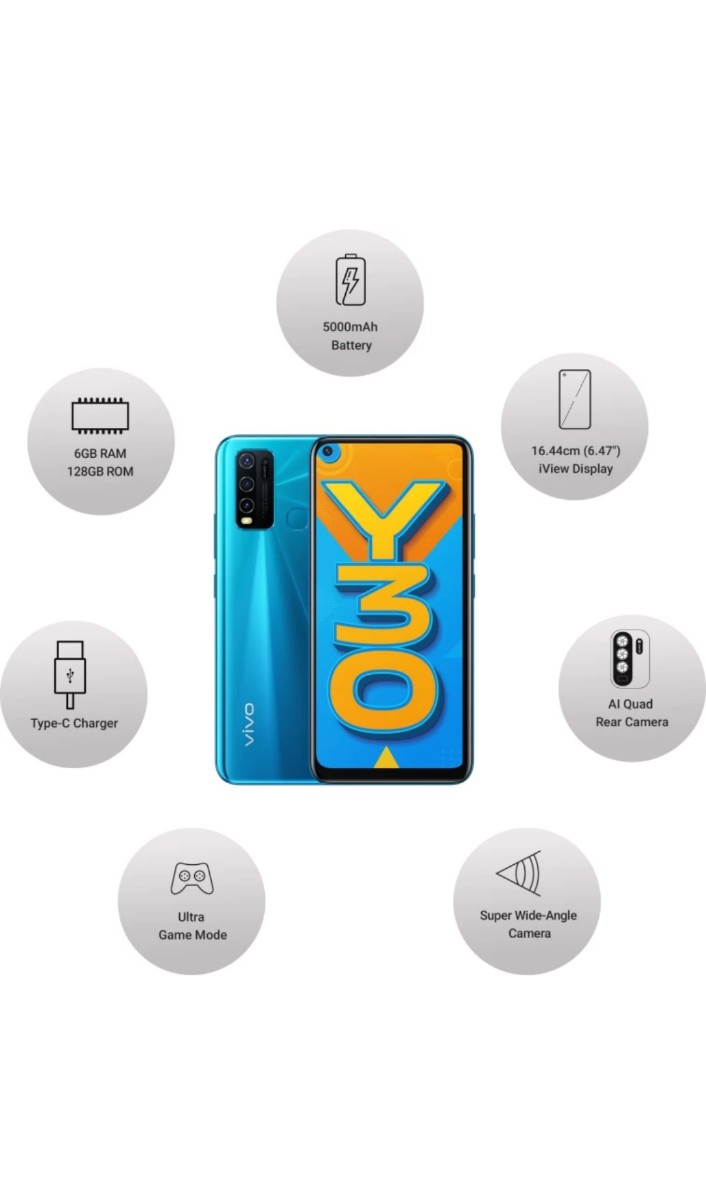 5000mAh
Battery
6GB RAM
128GB ROM
16.44cm (6.47")
iView Display
Y30
vivo
Type-C Charger
AI Quad
Rear Camera
Ultra
Game Mode
Super Wide-Angle
Camera